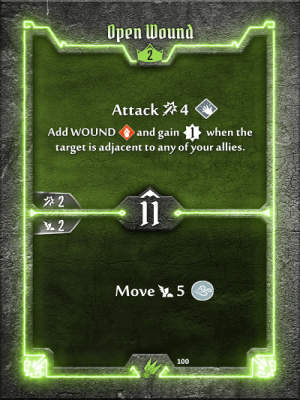 Open Wound
2
Attack 4
Add WOUND and gain 1 when the
target is adjacent to any of your allies.
2
11
2
Move 5
100